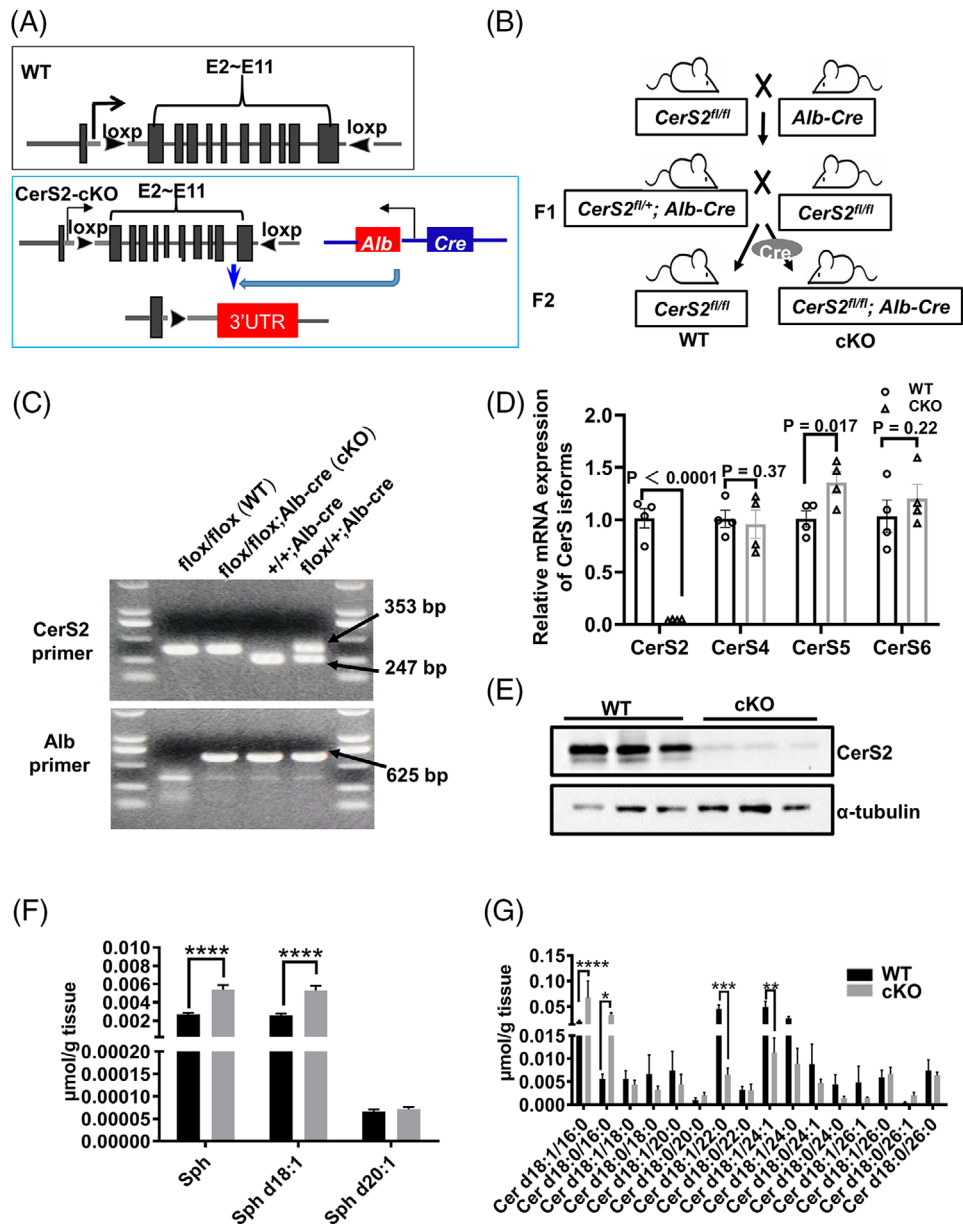 (A)
WT
E2~E11
loxp
loxp
CerS2-cKO
E2~E11
loxp
loxp
Alb
Cre
3'UTR
(B)
CerS2fl/fl
Alb-Cre
F1
CerS2fl/+; Alb-Cre
CerS2fl/fl
Cre
F2
CerS2fl/fl
CerS2fl/fl; Alb-Cre
WT
cKO
(C)
flox/flox (WT)
flox/flox;Alb-cre (cKO)
+/+;Alb-cre
flox/+;Alb-cre
CerS2
primer
353 bp
247 bp
Alb
primer
625 bp
(D)
Relative mRNA expression
of CerS isforms
2.0
1.5
1.0
0.5
0.0
WT
CKO
P < 0.0001
P = 0.37
P = 0.017
P = 0.22
CerS2
CerS4
CerS5
CerS6
(E)
WT
cKO
CerS2
α-tubulin
(F)
µmol/g tissue
0.010
0.008
0.006
0.004
0.002
0.00020
0.00015
0.00010
0.00005
0.00000
****
****
Sph
Sph d18:1
Sph d20:1
(G)
µmol/g tissue
0.15
0.10
0.05
0.015
0.010
0.005
0.000
****
*
***
**
WT
cKO
Cer d18:1/16:0
Cer d18:0/16:0
Cer d18:1/18:0
Cer d18:0/18:0
Cer d18:1/20:0
Cer d18:0/20:0
Cer d18:1/22:0
Cer d18:0/22:0
Cer d18:1/24:1
Cer d18:1/24:0
Cer d18:0/24:1
Cer d18:0/24:0
Cer d18:1/26:1
Cer d18:1/26:0
Cer d18:0/26:1
Cer d18:0/26:0